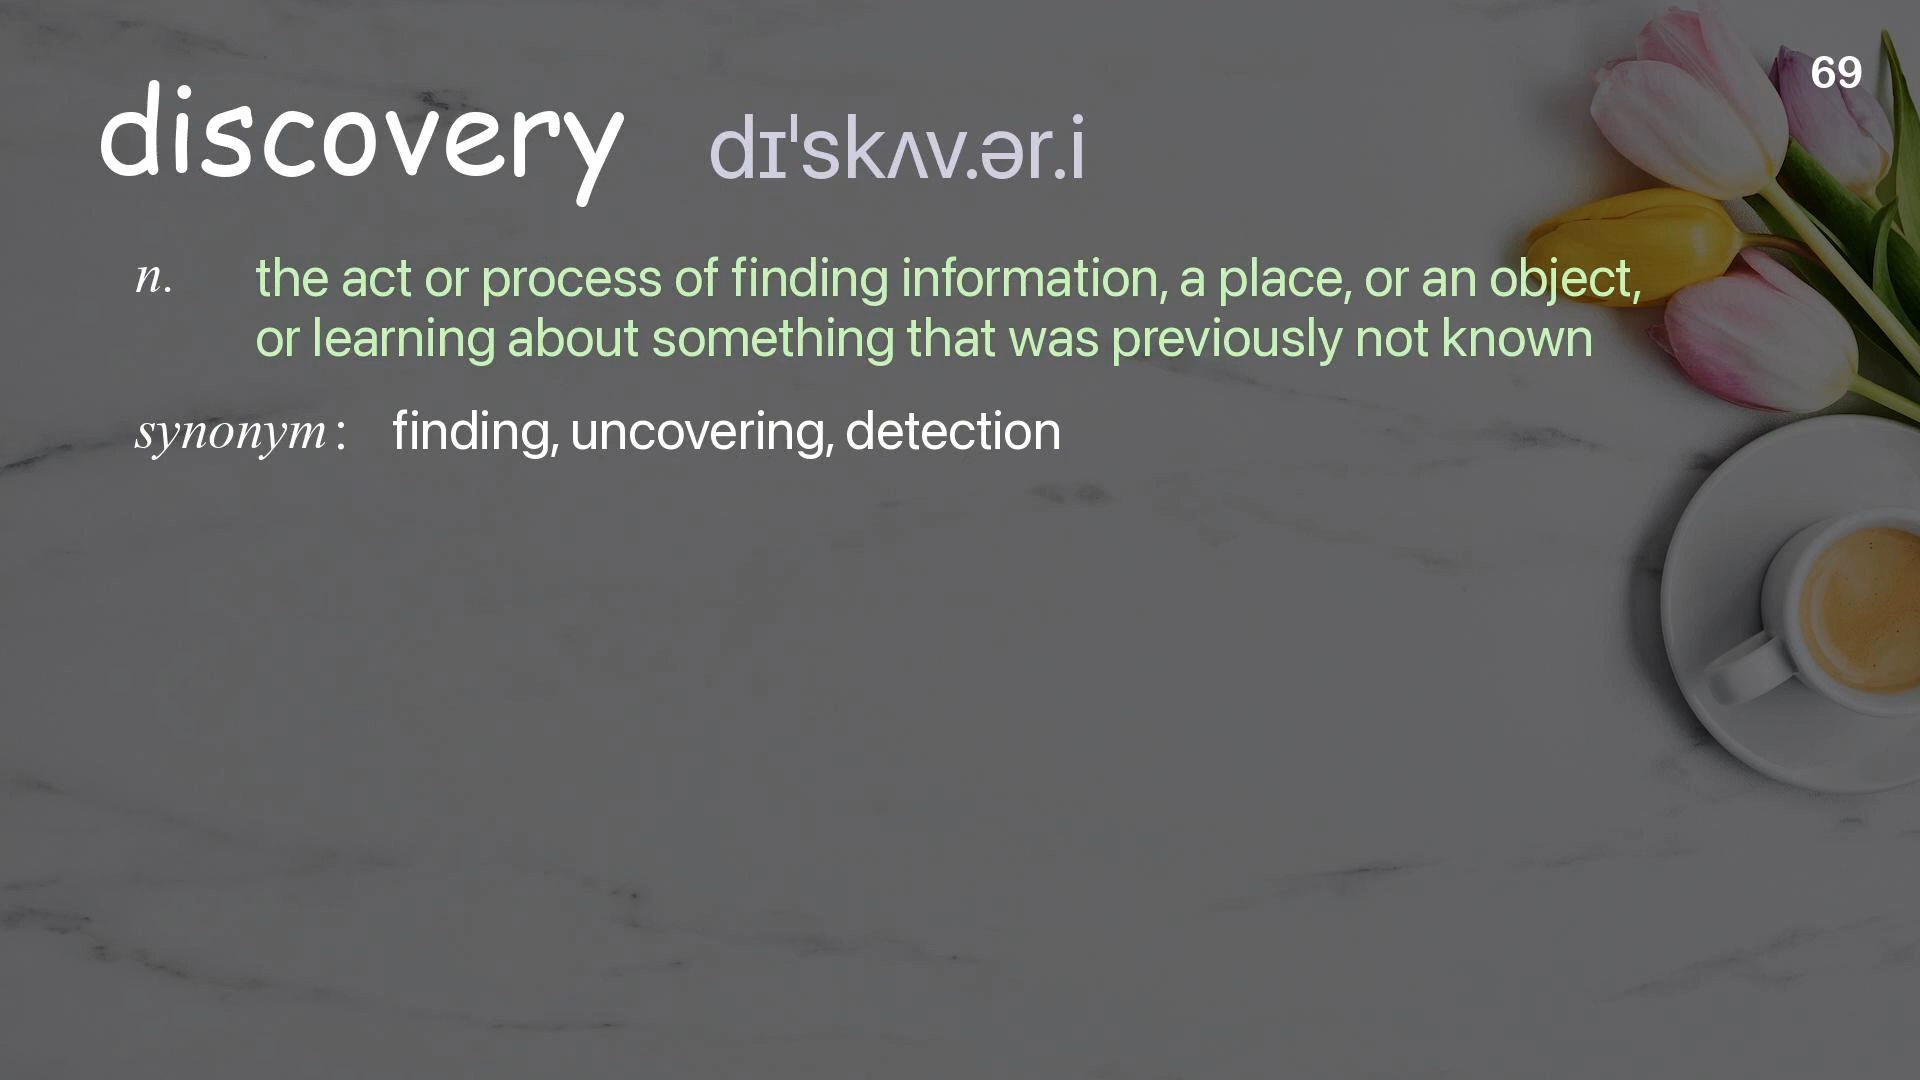 69
discovery dɪˈskʌv.ər.i
n. the act or process of finding information, a place, or an object,
or learning about something that was previously not known
synonym : finding, uncovering, detection